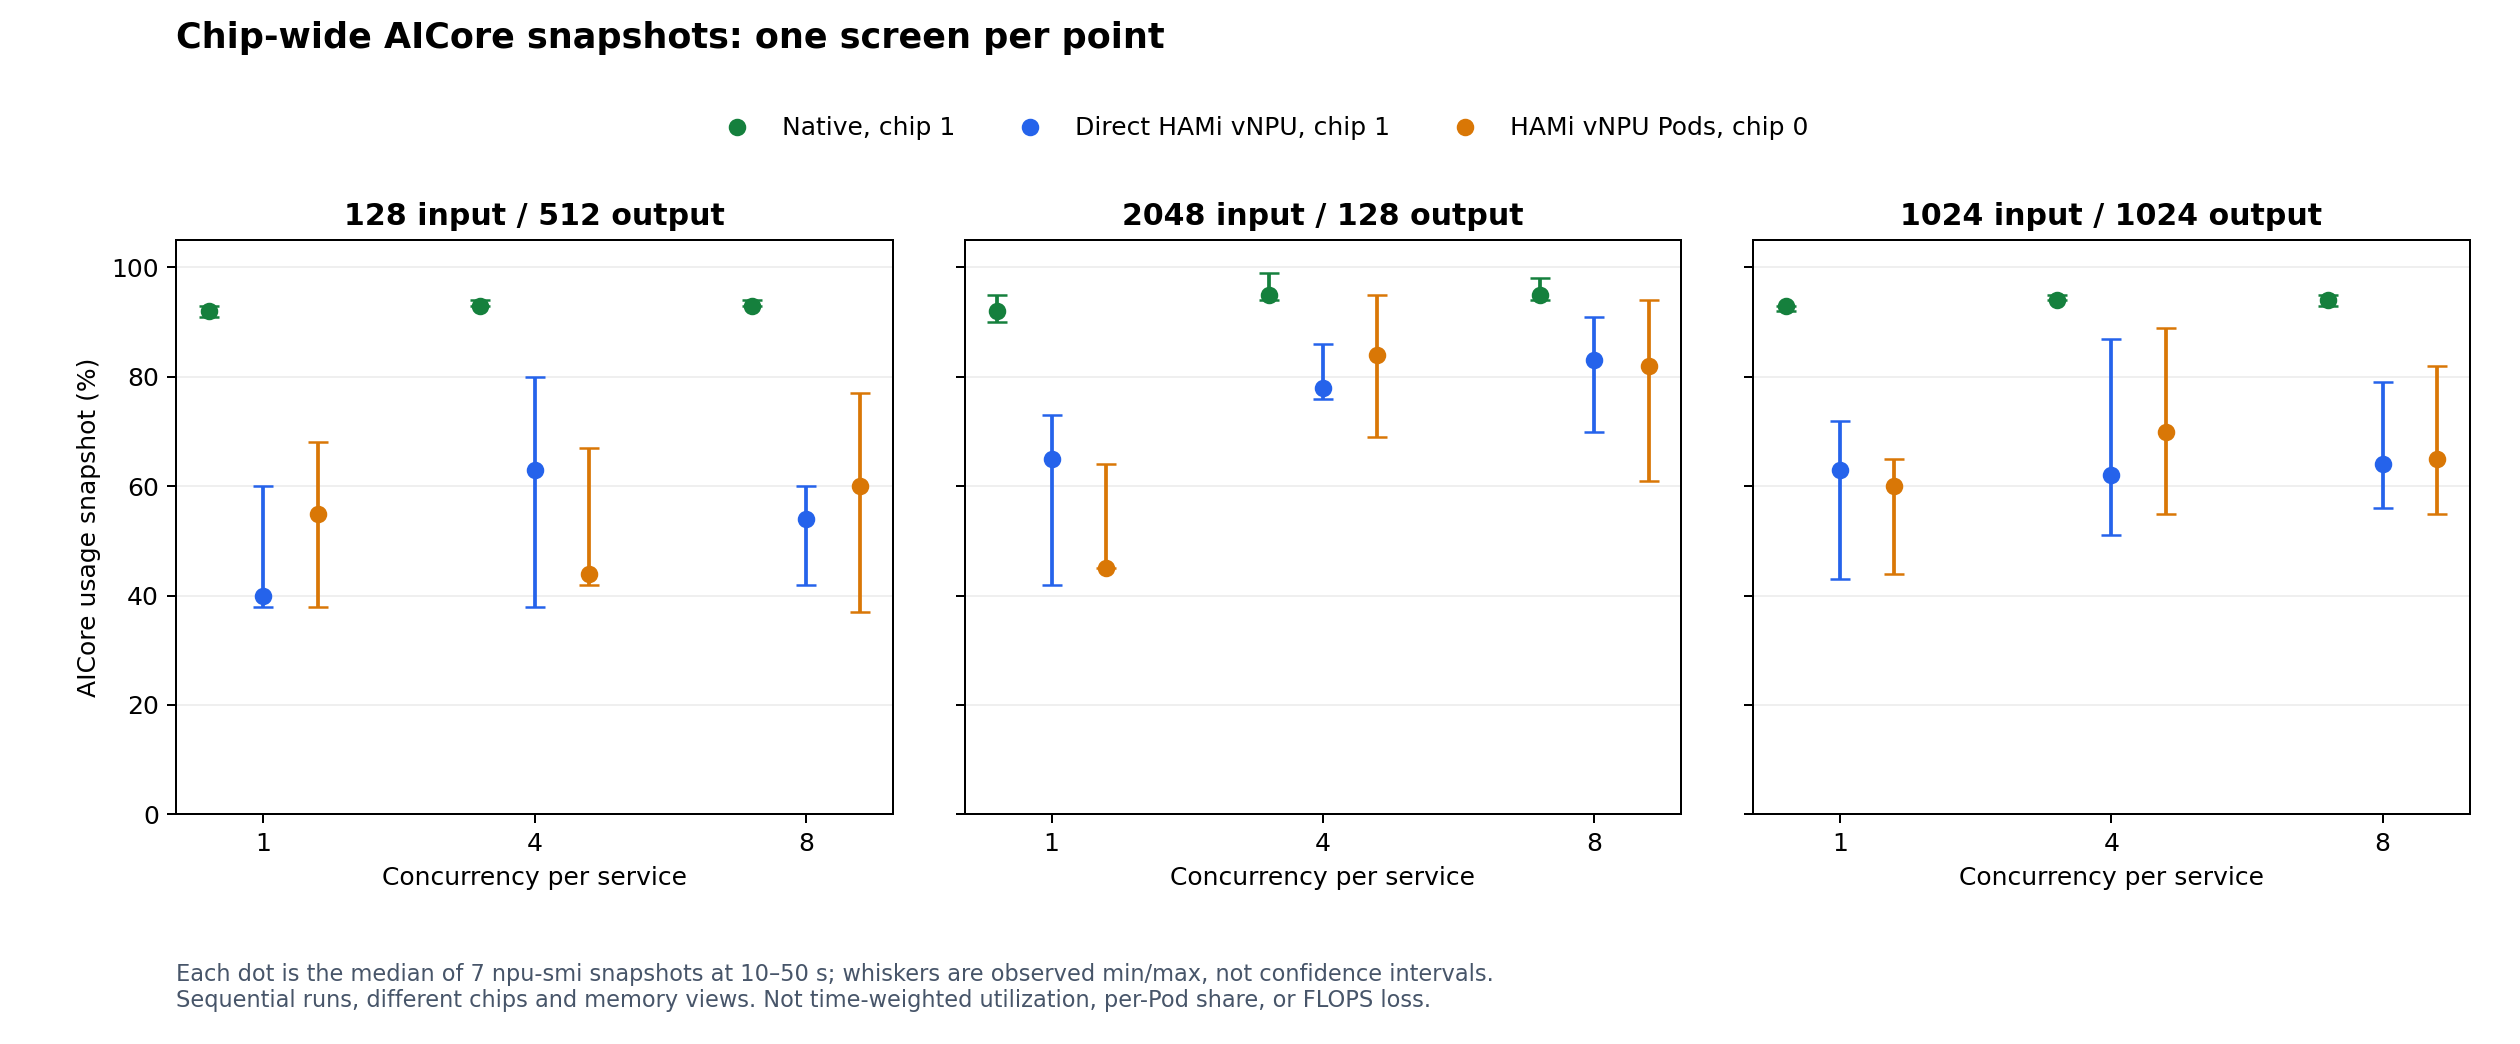 Chip-wide AICore snapshots: one screen per point
Native, chip 1
Direct HAMi vNPU, chip 1
HAMi vNPU Pods, chip 0
128 input / 512 output
2048 input / 128 output
1024 input / 1024 output
AICore usage snapshot (%)
100
80
60
40
20
0
1
4
8
1
4
8
1
4
8
Concurrency per service
Concurrency per service
Concurrency per service
Each dot is the median of 7 npu-smi snapshots at 10–50 s; whiskers are observed min/max, not confidence intervals.
Sequential runs, different chips and memory views. Not time-weighted utilization, per-Pod share, or FLOPS loss.